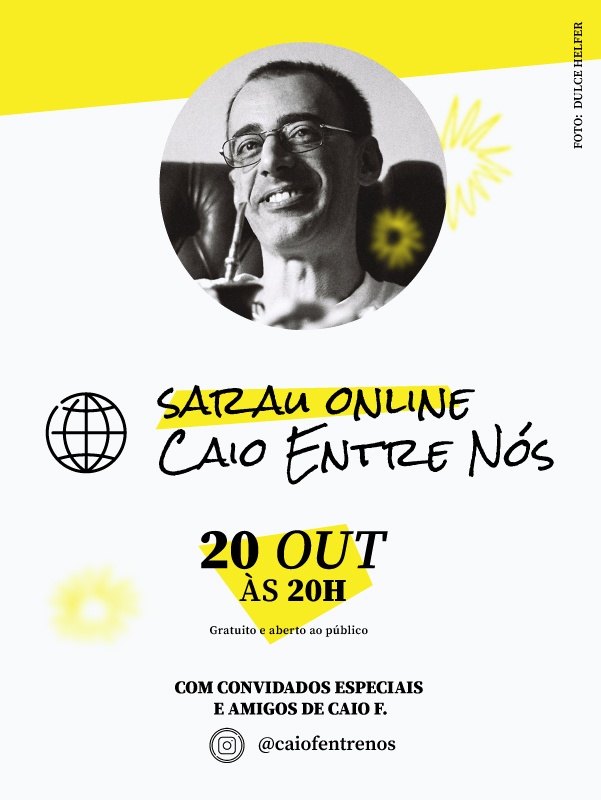 FOTO: DULCE HELFER
SARAU ONLINE
CAIO ENTRE NÓS
20 OUT
ÀS 20H
Gratuito e aberto ao público
COM CONVIDADOS ESPECIAIS
E AMIGOS DE CAIO F.
@caiofentrenos